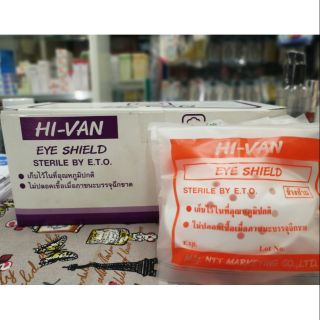 HI-VAN
EYE SHIELD
STERILE BY E.T.O.
• เก็บไว้ในที่อุณหภูมิปกติ
• ไม่ปลอดเชื้อเมื่อภาชนะบรรจุฉีกขาด
HI-VAN
EYE SHIELD
STERILE BY E.T.O.
• เก็บไว้ในที่อุณหภูมิปกติ
• ไม่ปลอดเชื้อเมื่อภาชนะบรรจุฉีกขาด
Exp. Lot No.
NTT MARKETING CO.,LTD.